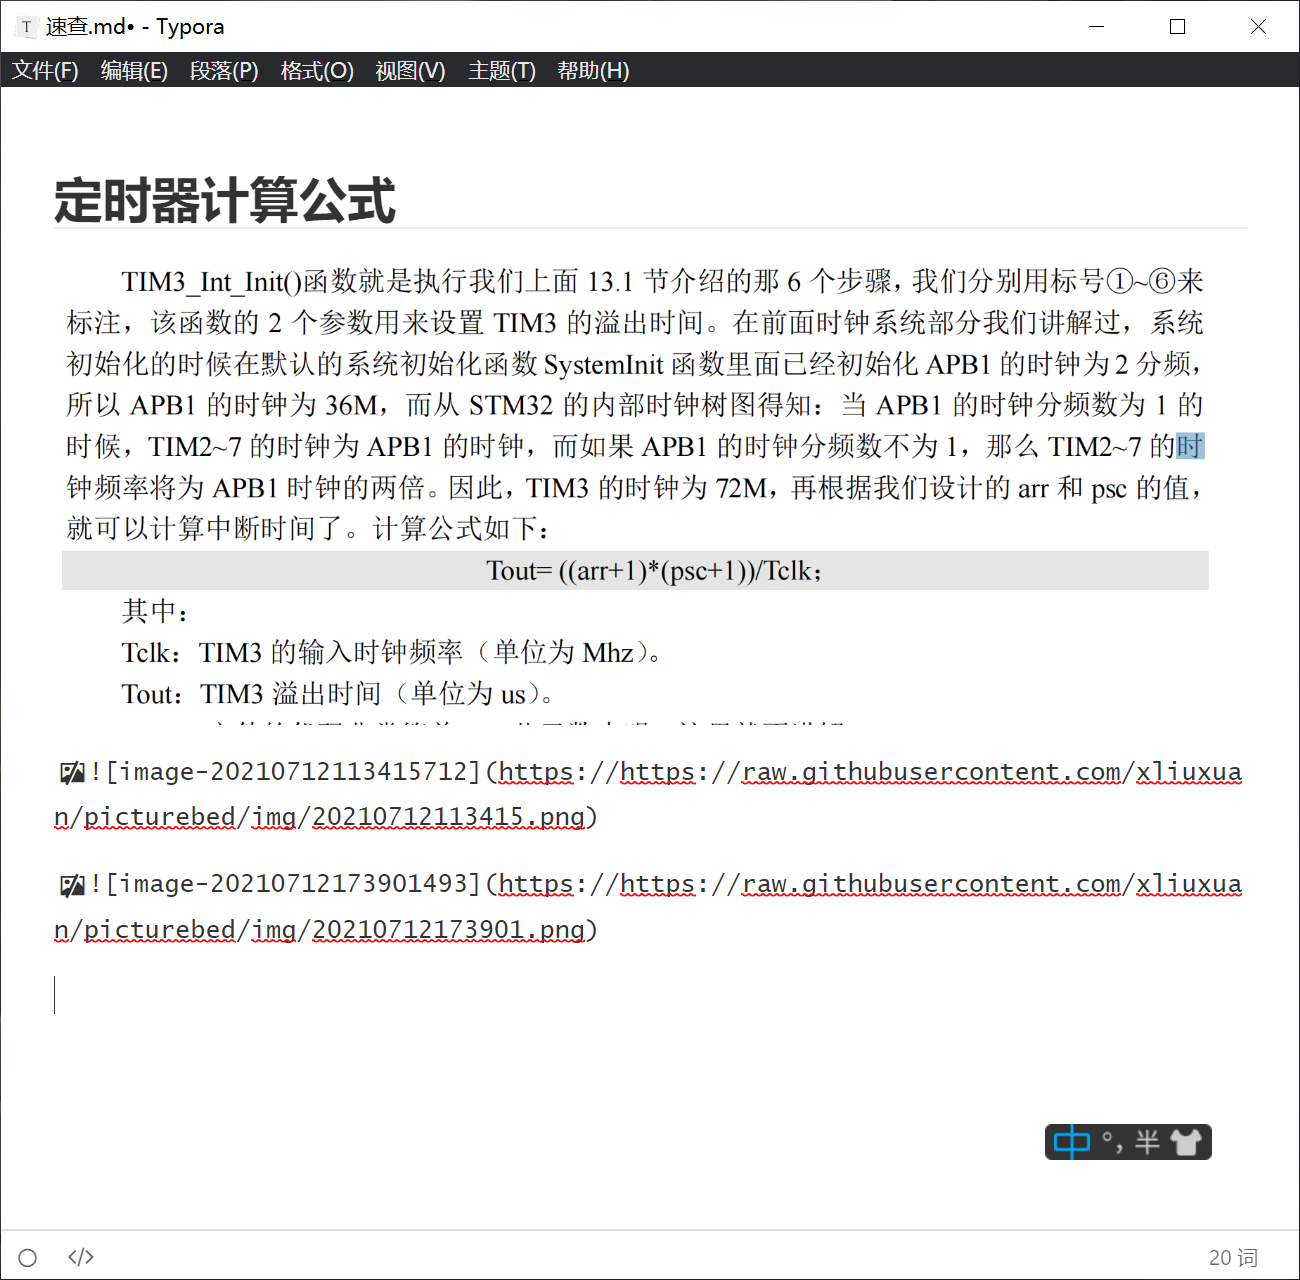 T 速查.md• - Typora
文件(F) 编辑(E) 段落(P) 格式(O) 视图(V) 主题(T) 帮助(H)
定时器计算公式
TIM3_Int_Init()函数就是执行我们上面 13.1 节介绍的那 6 个步骤，我们分别用标号①~⑥来
标注，该函数的 2 个参数用来设置 TIM3 的溢出时间。在前面时钟系统部分我们讲解过，系统
初始化的时候在默认的系统初始化函数 SystemInit 函数里面已经初始化 APB1 的时钟为 2 分频，
所以 APB1 的时钟为 36M，而从 STM32 的内部时钟树图得知：当 APB1 的时钟分频数为 1 的
时候，TIM2~7 的时钟为 APB1 的时钟，而如果 APB1 的时钟分频数不为 1，那么 TIM2~7 的时
钟频率将为 APB1 时钟的两倍。因此，TIM3 的时钟为 72M，再根据我们设计的 arr 和 psc 的值，
就可以计算中断时间了。计算公式如下：
Tout= ((arr+1)*(psc+1))/Tclk；
其中：
Tclk：TIM3 的输入时钟频率（单位为 Mhz）。
Tout：TIM3 溢出时间（单位为 us）。
![image-20210712113415712](https://https://raw.githubusercontent.com/xliuxua
n/picturebed/img/20210712113415.png)
![image-20210712173901493](https://https://raw.githubusercontent.com/xliuxua
n/picturebed/img/20210712173901.png)
中 °, 半
</> 20 词